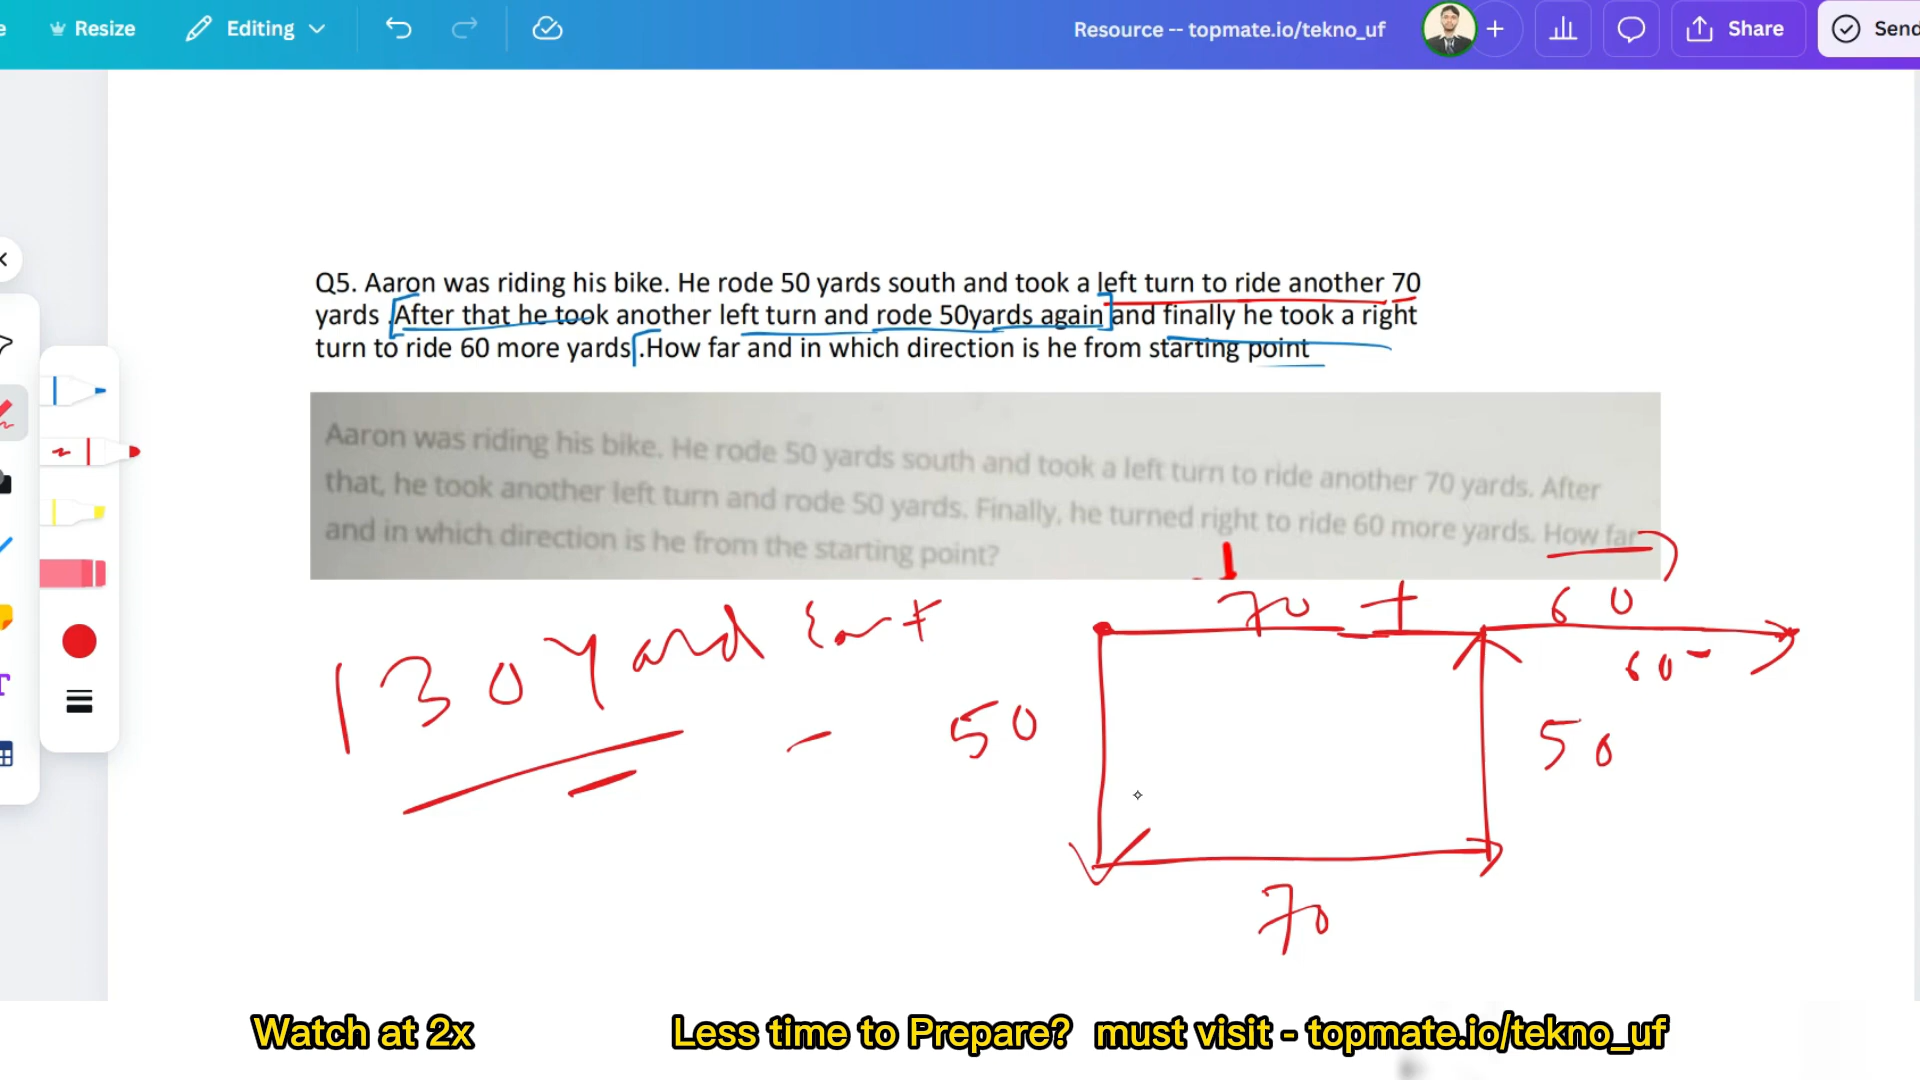 Resize
Editing
Resource -- topmate.io/tekno_uf
Share
Send
Q5. Aaron was riding his bike. He rode 50 yards south and took a left turn to ride another 70
yards .After that he took another left turn and rode 50yards again and finally he took a right
turn to ride 60 more yards .How far and in which direction is he from starting point
Aaron was riding his bike. He rode 50 yards south and took a left turn to ride another 70 yards. After
that, he took another left turn and rode 50 yards. Finally, he turned right to ride 60 more yards. How far
and in which direction is he from the starting point?
70 + 60
60
130 Yard East
50
50
70
Watch at 2x
Less time to Prepare? must visit - topmate.io/tekno_uf